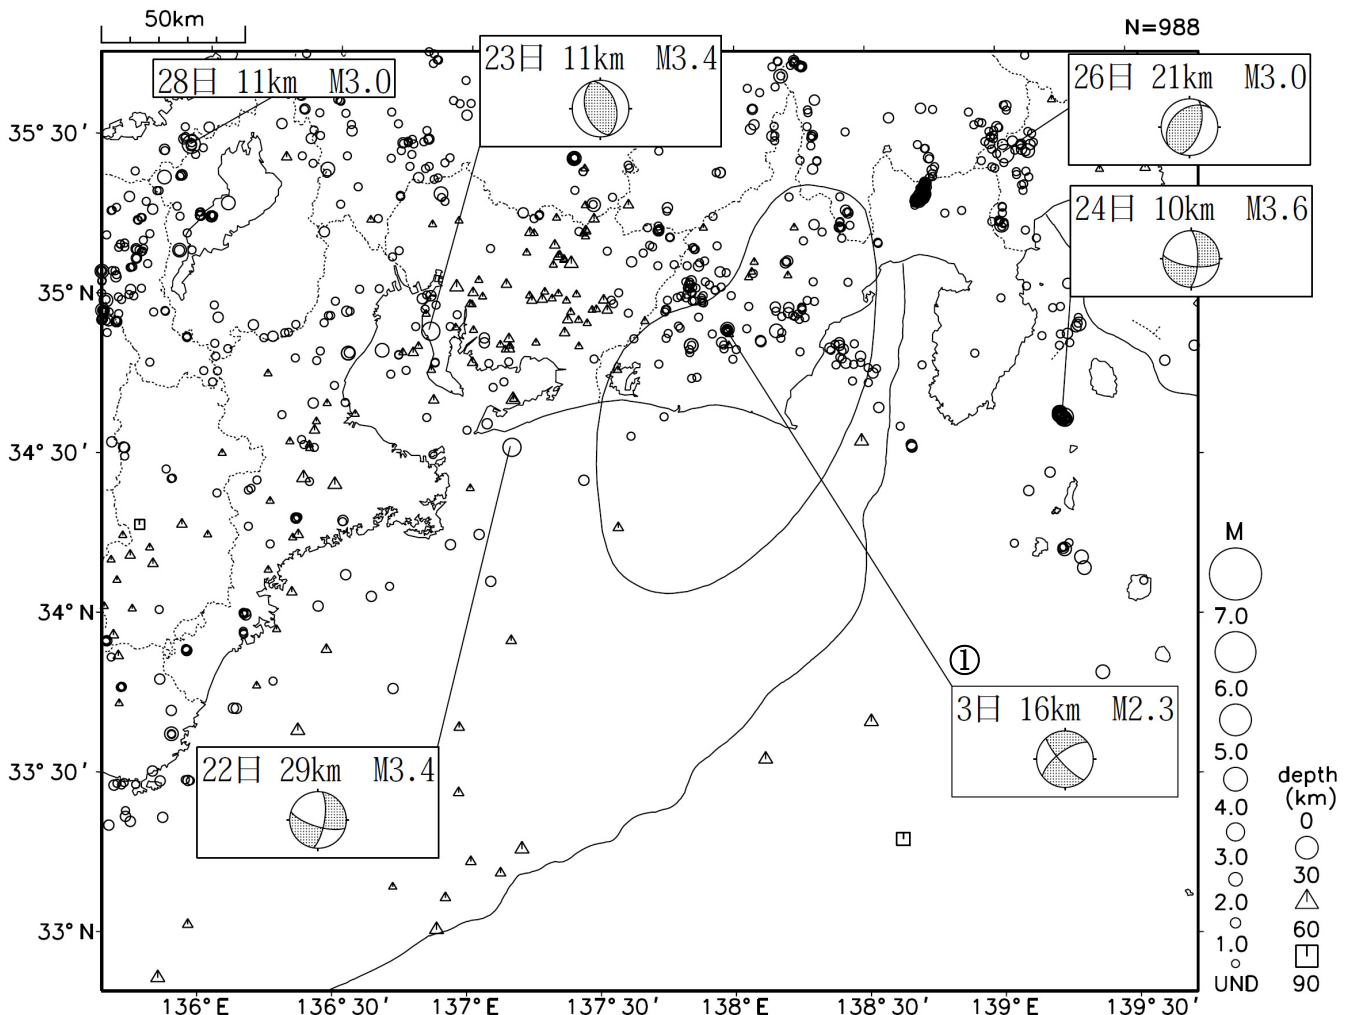 50km
N=988
28日 11km M3.0
23日 11km M3.4
26日 21km M3.0
24日 10km M3.6
35°30′
35°N
34°30′
34°N
33°30′
33°N
①
3日 16km M2.3
22日 29km M3.4
M
7.0
6.0
5.0
4.0
3.0
2.0
1.0
UND
depth
(km)
0
30
60
90
136°E
136°30′
137°E
137°30′
138°E
138°30′
139°E
139°30′